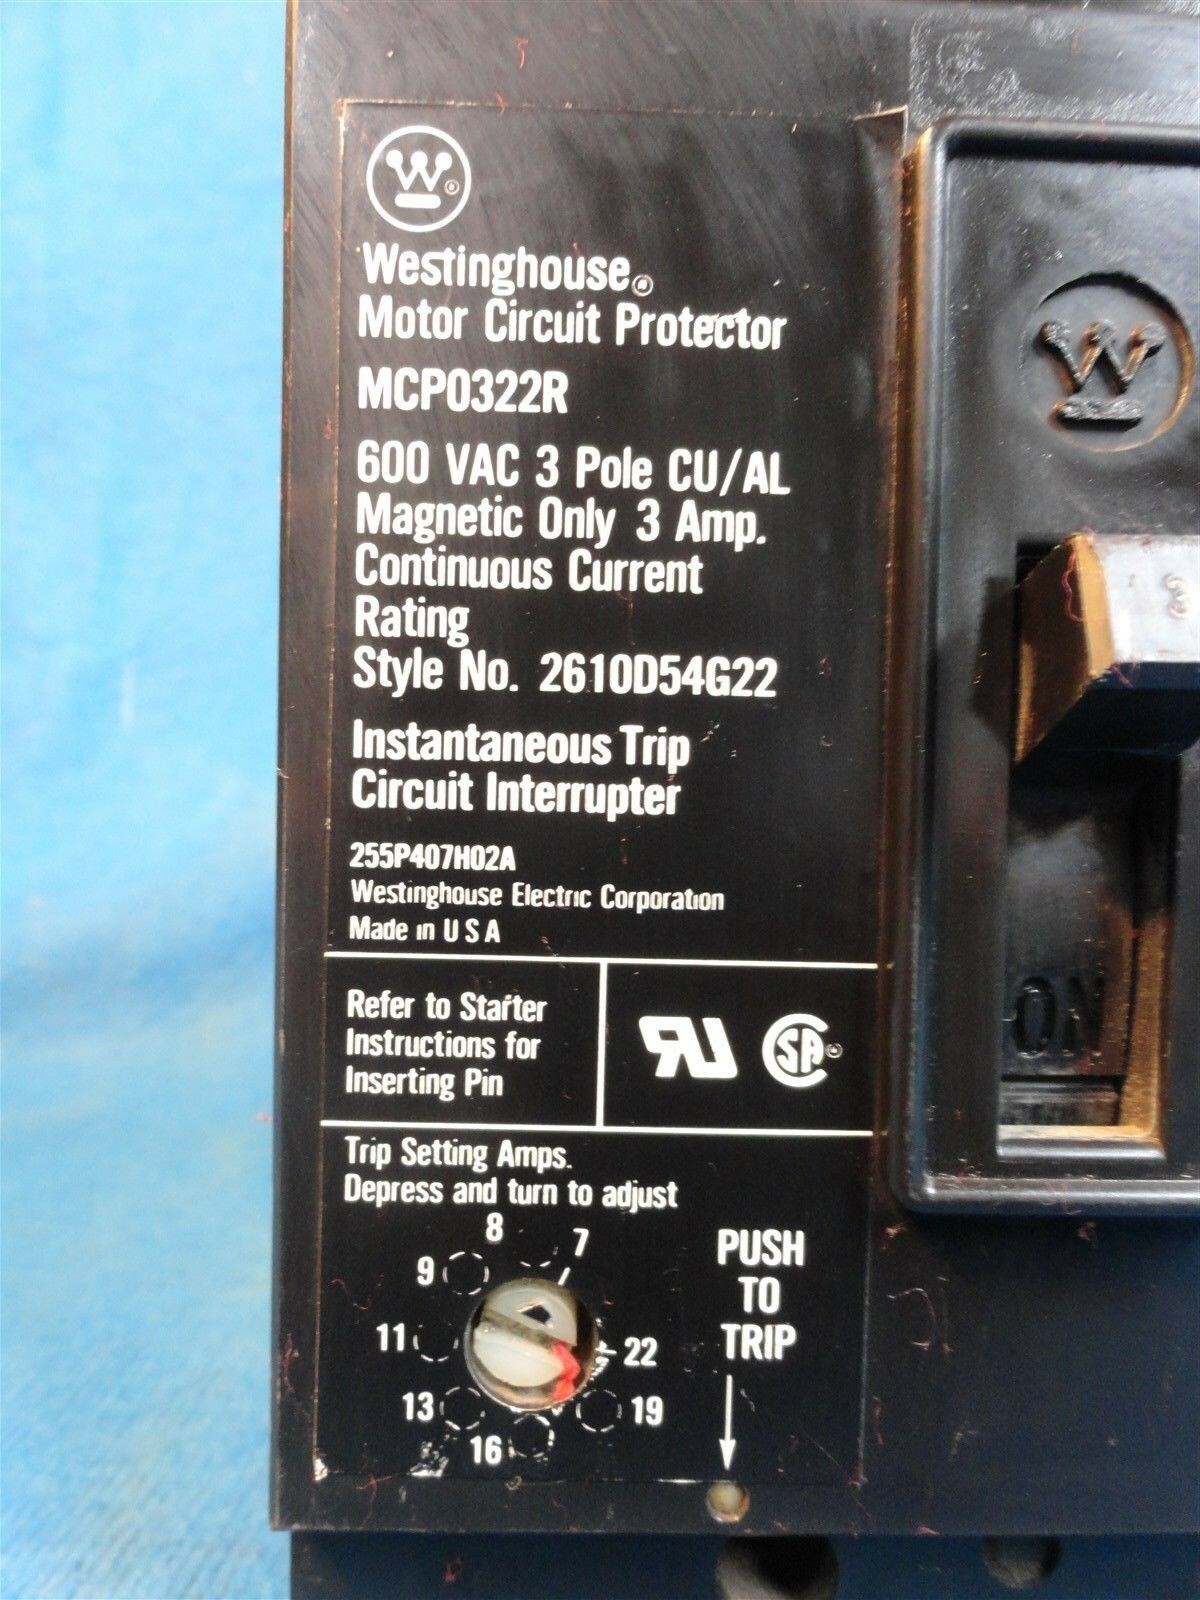 W
Westinghouse®
Motor Circuit Protector
MCP0322R
600 VAC 3 Pole CU/AL
Magnetic Only 3 Amp.
Continuous Current
Rating
Style No. 2610D54G22
Instantaneous Trip
Circuit Interrupter
255P407H02A
Westinghouse Electric Corporation
Made in U S A
Refer to Starter
Instructions for
Inserting Pin
RU
SA
Trip Setting Amps.
Depress and turn to adjust
8
7
9
11
22
13
19
16
PUSH
TO
TRIP
W
3
ON